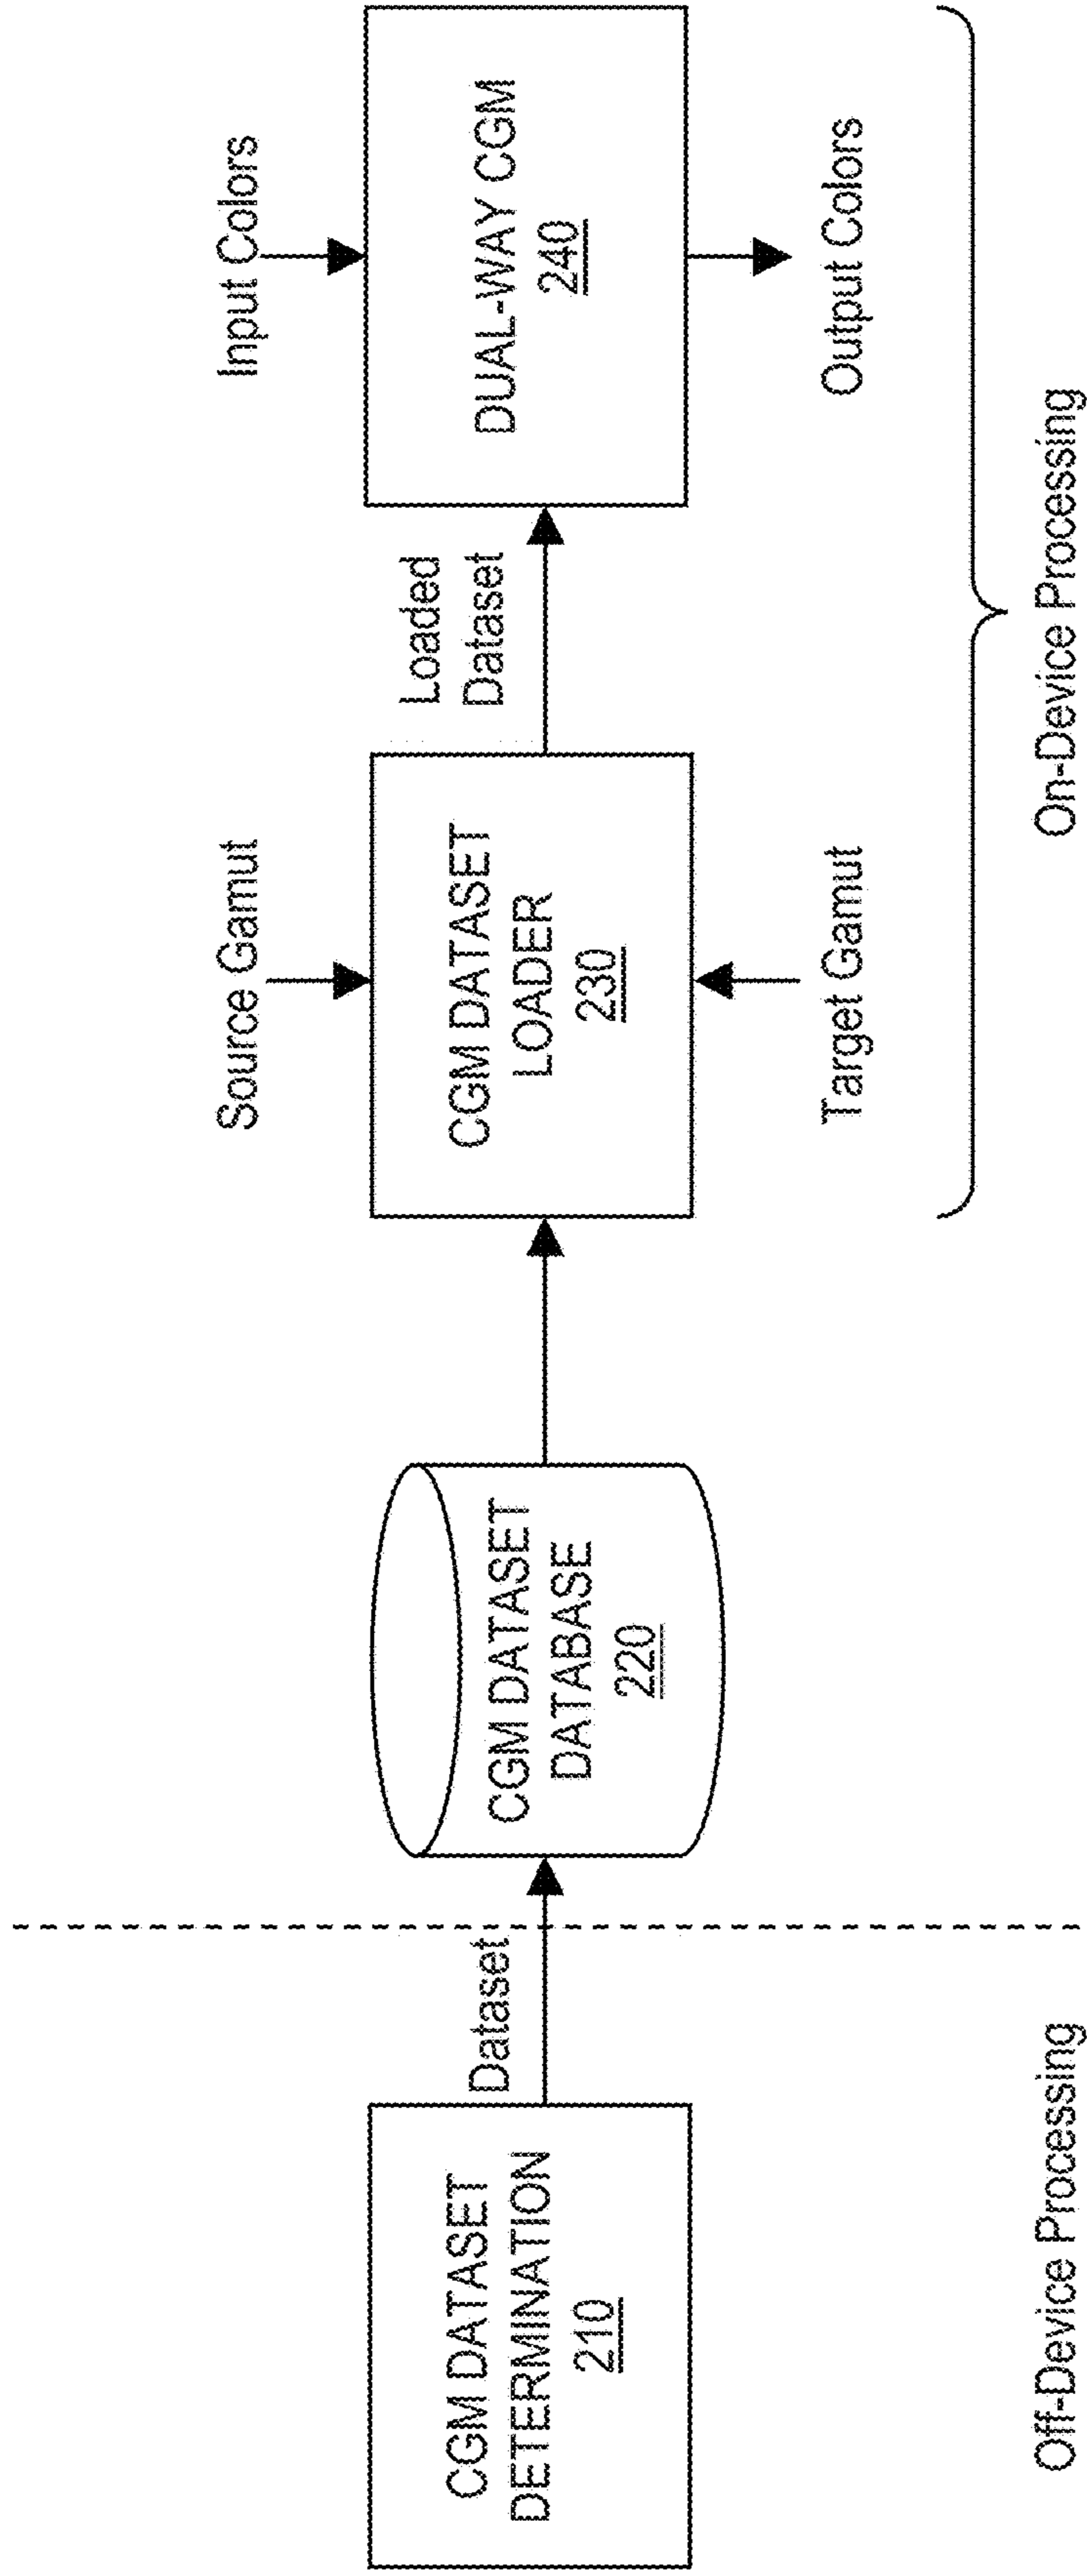 CGM DATASET
DETERMINATION
210
Dataset
CGM DATASET
DATABASE
220
Source Gamut
CGM DATASET
LOADER
230
Target Gamut
Loaded
Dataset
Input Colors
DUAL-WAY CGM
240
Output Colors
Off-Device Processing
On-Device Processing